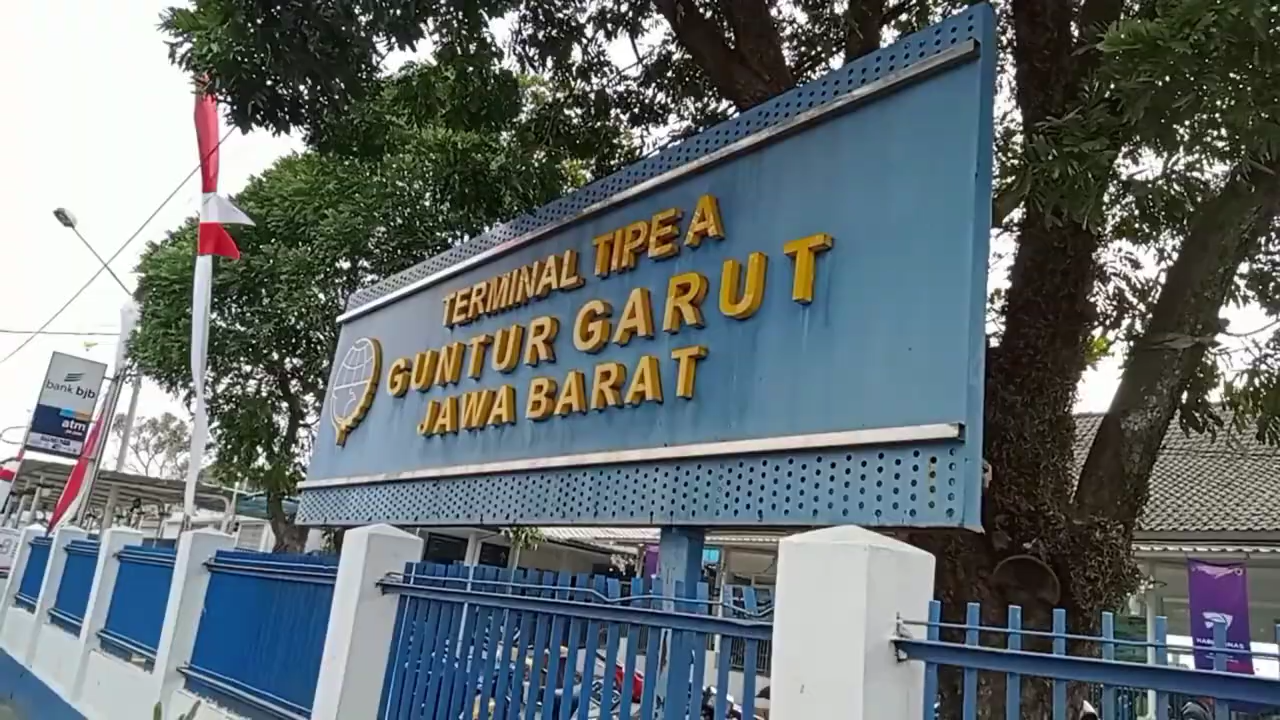 TERMINAL TIPE A
GUNTUR GARUT
JAWA BARAT
bank bjb
atm